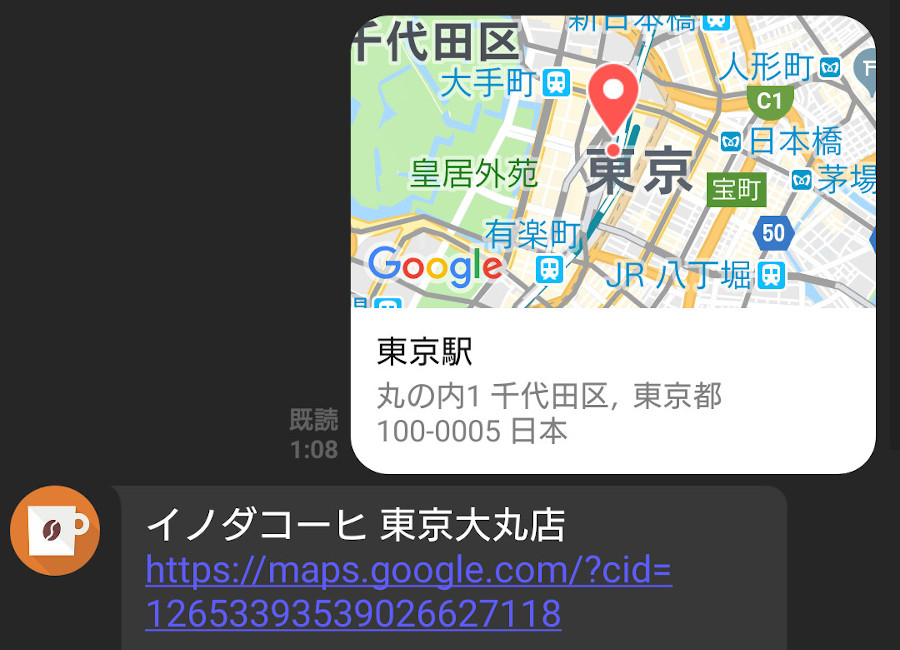 新日本橋
千代田区
大手町
人形町
C1
日本橋
皇居外苑
東京
宝町
茅場
有楽町
50
Google
JR 八丁堀
東京駅
丸の内1 千代田区, 東京都
100-0005 日本
既読
1:08
イノダコーヒ 東京大丸店
https://maps.google.com/?cid=
12653393539026627118